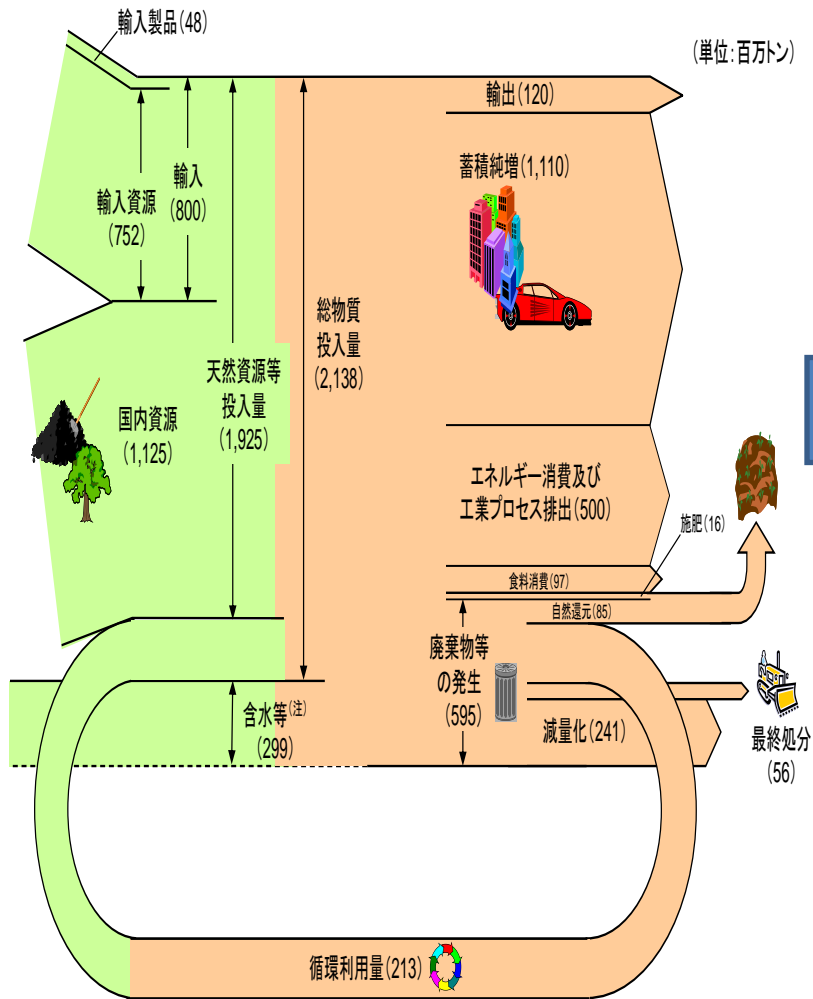 輸入製品(48)
(単位:百万トン)
輸出(120)
蓄積純増(1,110)
輸入
(800)
輸入資源
(752)
総物質
投入量
(2,138)
天然資源等
投入量
(1,925)
国内資源
(1,125)
エネルギー消費及び
工業プロセス排出(500)
施肥(16)
食料消費(97)
自然還元(85)
廃棄物等
の発生
(595)
含水等(注)
(299)
減量化(241)
最終処分
(56)
循環利用量(213)